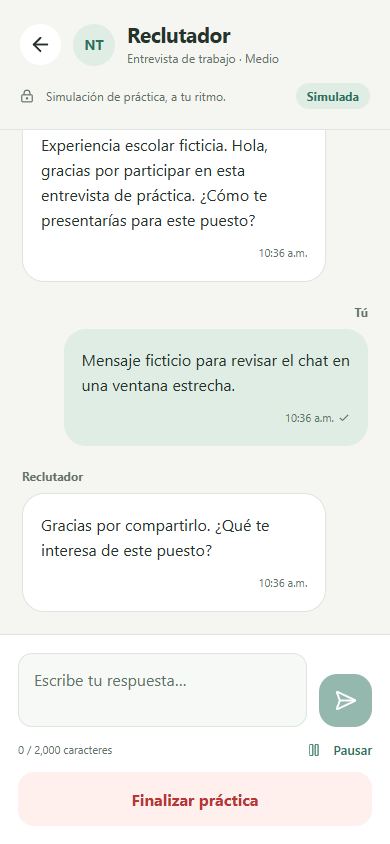 NT
Reclutador
Entrevista de trabajo · Medio
Simulación de práctica, a tu ritmo.
Simulada
Experiencia escolar ficticia. Hola,
gracias por participar en esta
entrevista de práctica. ¿Cómo te
presentarías para este puesto?
10:36 a.m.
Tú
Mensaje ficticio para revisar el chat en
una ventana estrecha.
10:36 a.m.
Reclutador
Gracias por compartirlo. ¿Qué te
interesa de este puesto?
10:36 a.m.
Escribe tu respuesta...
0 / 2,000 caracteres
Pausar
Finalizar práctica